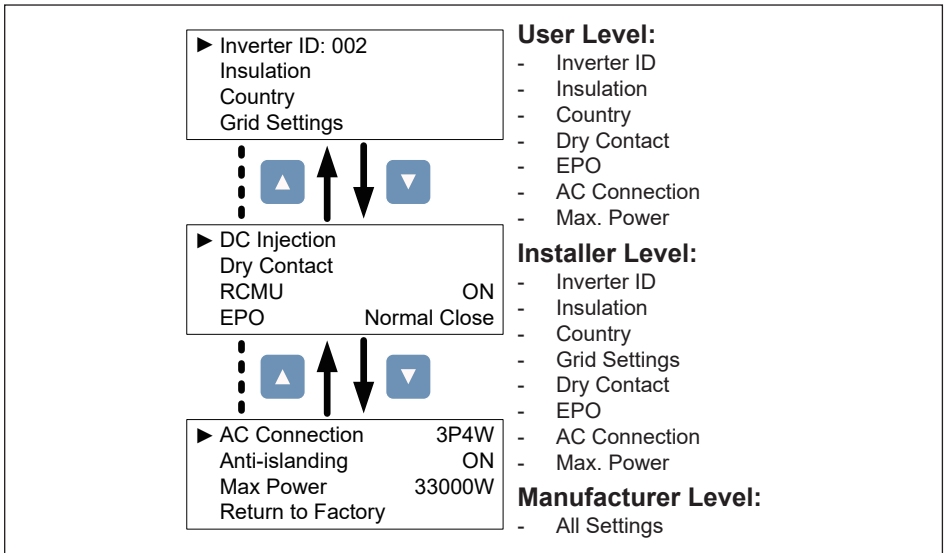 ► Inverter ID: 002
Insulation
Country
Grid Settings
▲ ▼
► DC Injection
Dry Contact
RCMU ON
EPO Normal Close
▲ ▼
► AC Connection 3P4W
Anti-islanding ON
Max Power 33000W
Return to Factory
User Level:
- Inverter ID
- Insulation
- Country
- Dry Contact
- EPO
- AC Connection
- Max. Power
Installer Level:
- Inverter ID
- Insulation
- Country
- Grid Settings
- Dry Contact
- EPO
- AC Connection
- Max. Power
Manufacturer Level:
- All Settings